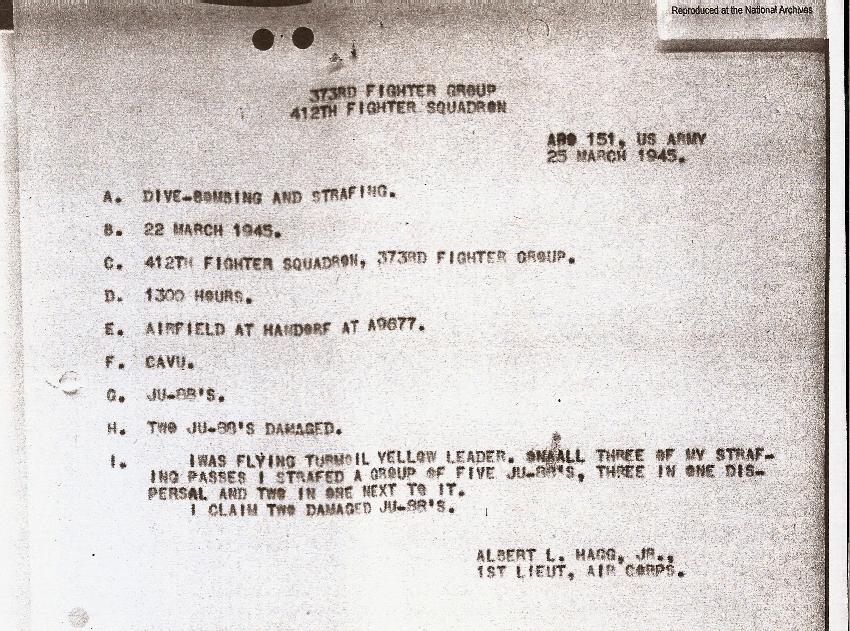 Reproduced at the National Archives
373RD FIGHTER GROUP
412TH FIGHTER SQUADRON
APO 151, US ARMY
25 MARCH 1945.
A. DIVE-BOMBING AND STRAFING.
B. 22 MARCH 1945.
C. 412TH FIGHTER SQUADRON, 373RD FIGHTER GROUP.
D. 1300 HOURS.
E. AIRFIELD AT HANDORF AT A9677.
F. CAVU.
G. JU-88'S.
H. TWO JU-88'S DAMAGED.
I. IWAS FLYING TURMOIL YELLOW LEADER. ONAALL THREE OF MY STRAF-
ING PASSES I STRAFED A GROUP OF FIVE JU-88'S, THREE IN ONE DIS-
PERSAL AND TWO IN ONE NEXT TO IT.
I CLAIM TWO DAMAGED JU-88'S.
ALBERT L. HAGG, JR.,
1ST LIEUT, AIR CORPS.